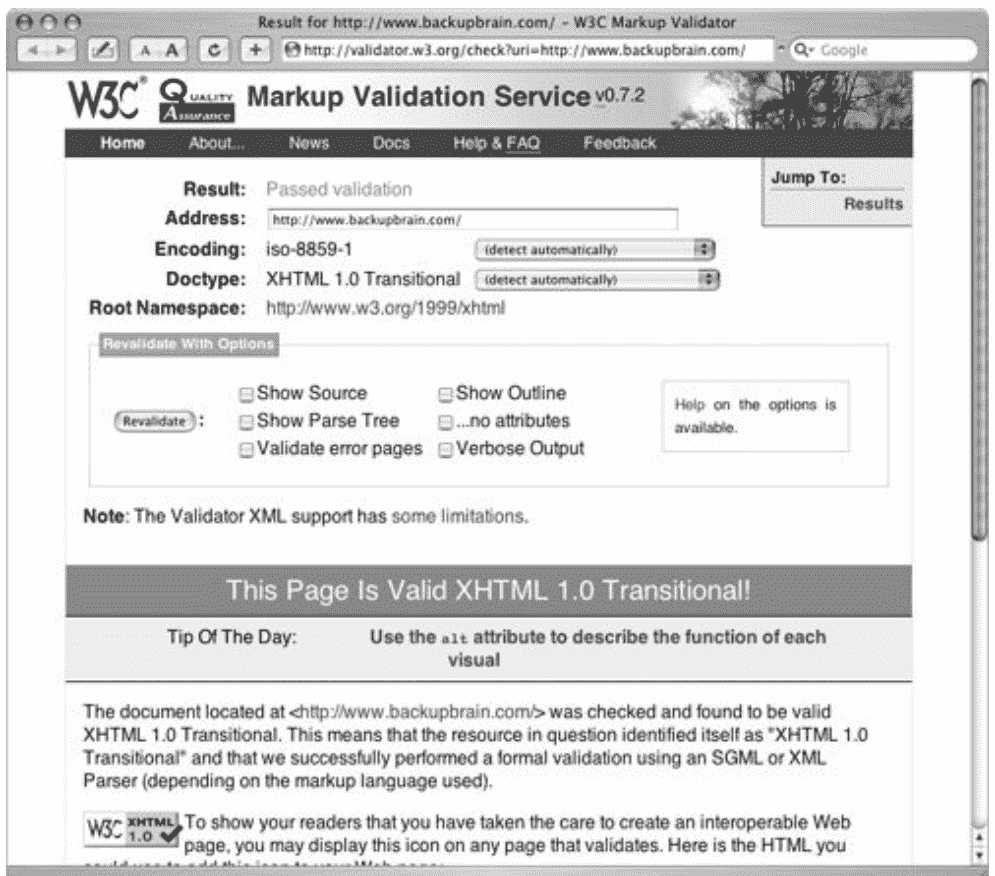 Result for http://www.backupbrain.com/ – W3C Markup Validator
A A C + http://validator.w3.org/check?uri=http://www.backupbrain.com/ Google
W3C® QUALITY Assurance Markup Validation Service v0.7.2
Home About... News Docs Help & FAQ Feedback
Jump To:
Results
Result: Passed validation
Address: http://www.backupbrain.com/
Encoding: iso-8859-1 (detect automatically)
Doctype: XHTML 1.0 Transitional (detect automatically)
Root Namespace: http://www.w3.org/1999/xhtml
Revalidate With Options
Show Source Show Outline
Revalidate : Show Parse Tree ...no attributes
Validate error pages Verbose Output
Help on the options is
available.
Note: The Validator XML support has some limitations.
This Page Is Valid XHTML 1.0 Transitional!
Tip Of The Day: Use the alt attribute to describe the function of each
visual
The document located at <http://www.backupbrain.com/> was checked and found to be valid
XHTML 1.0 Transitional. This means that the resource in question identified itself as "XHTML 1.0
Transitional" and that we successfully performed a formal validation using an SGML or XML
Parser (depending on the markup language used).
W3C XHTML 1.0 To show your readers that you have taken the care to create an interoperable Web
page, you may display this icon on any page that validates. Here is the HTML you